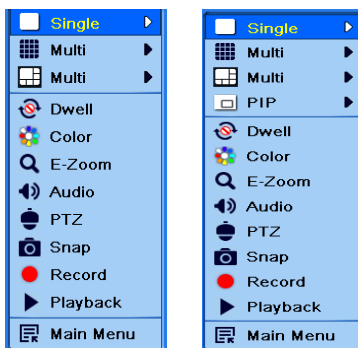 Single
Multi
Multi
Dwell
Color
E-Zoom
Audio
PTZ
Snap
Record
Playback
Main Menu
Single
Multi
Multi
PIP
Dwell
Color
E-Zoom
Audio
PTZ
Snap
Record
Playback
Main Menu